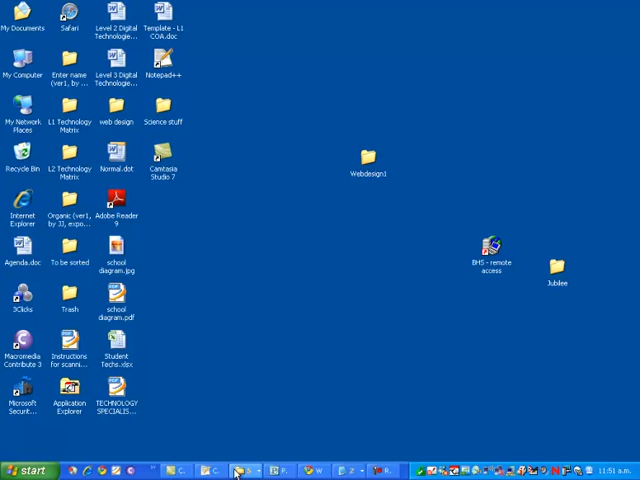 My Documents
Safari
Level 2 Digital
Technologie...
Template - L1
COA.doc
My Computer
Enter name
(ver1, by ...
Level 3 Digital
Technologie...
Notepad++
My Network
Places
L1 Technology
Matrix
web design
Science stuff
Recycle Bin
L2 Technology
Matrix
Normal.dot
Camtasia
Studio 7
Webdesign1
Internet
Explorer
Organic (ver1,
by JJ, expo...
Adobe Reader
9
Agenda.doc
To be sorted
school
diagram.jpg
BHS - remote
access
Jubilee
3Clicks
Trash
school
diagram.pdf
Macromedia
Contribute 3
Instructions
for scanni...
Student
Techs.xlsx
Microsoft
Securit...
Application
Explorer
TECHNOLOGY
SPECIALIS...
start
C.
C.
P.
W
2
R.
11:51 a.m.